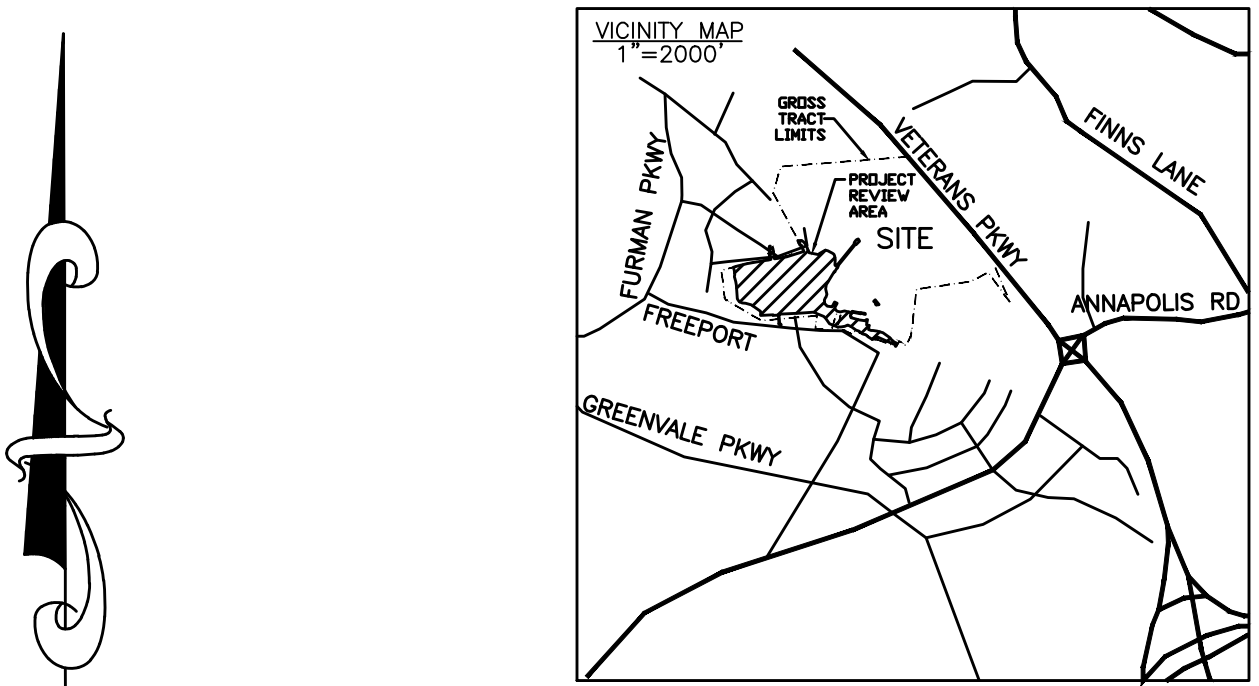 VICINITY MAP
1"=2000'
GROSS
TRACT
LIMITS
VETERANS PKWY
FINNS LANE
FURMAN PKWY
PROJECT
REVIEW
AREA
SITE
ANNAPOLIS RD
FREEPORT
GREENVALE PKWY